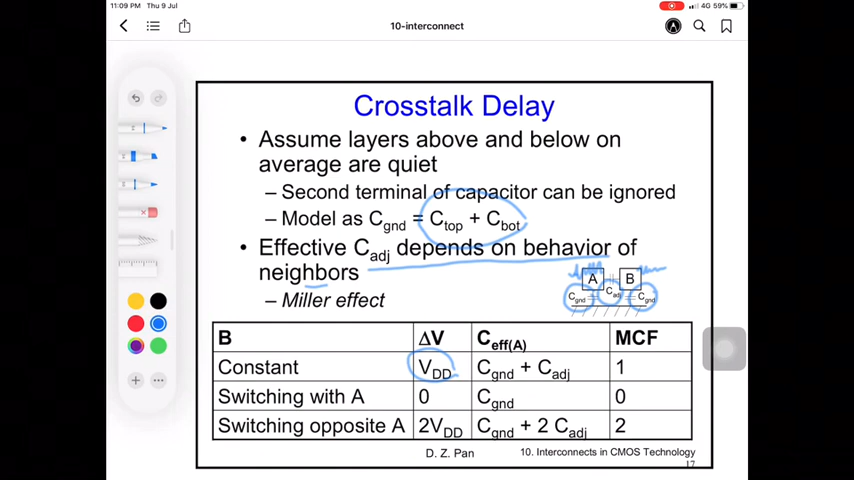 11:09 PM Thu 9 Jul
4G 59%
10-interconnect
Crosstalk Delay
• Assume layers above and below on
average are quiet
– Second terminal of capacitor can be ignored
– Model as Cgnd = Ctop + Cbot
• Effective Cadj depends on behavior of
neighbors
– Miller effect
A B
Cgnd Cadj Cgnd
B ΔV Ceff(A) MCF
Constant VDD Cgnd + Cadj 1
Switching with A 0 Cgnd 0
Switching opposite A 2VDD Cgnd + 2 Cadj 2
D. Z. Pan 10. Interconnects in CMOS Technology
17